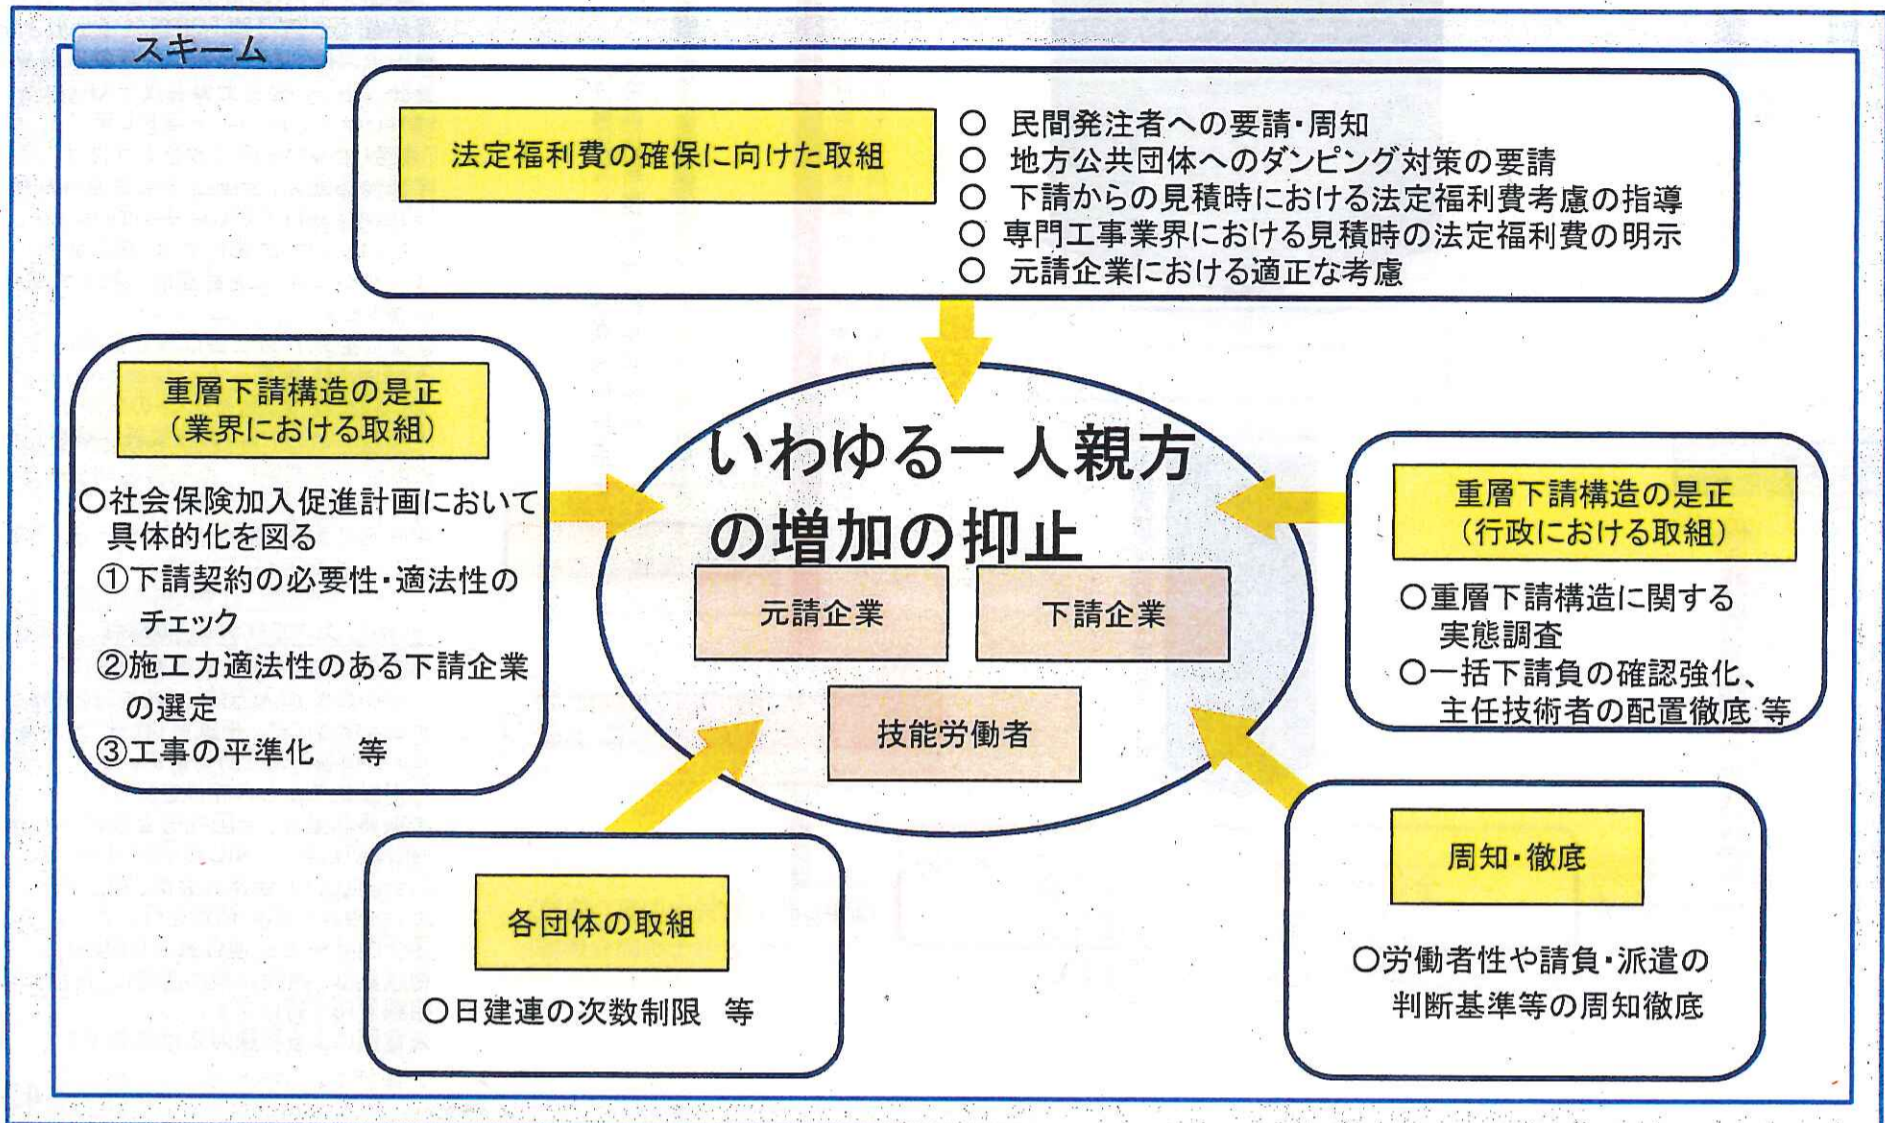 スキーム
法定福利費の確保に向けた取組
○ 民間発注者への要請・周知
○ 地方公共団体へのダンピング対策の要請
○ 下請からの見積時における法定福利費考慮の指導
○ 専門工事業界における見積時の法定福利費の明示
○ 元請企業における適正な考慮
重層下請構造の是正
（業界における取組）
○社会保険加入促進計画において
具体的化を図る
①下請契約の必要性・適法性の
チェック
②施工力適法性のある下請企業
の選定
③工事の平準化 等
いわゆる一人親方
の増加の抑止
元請企業
下請企業
技能労働者
重層下請構造の是正
（行政における取組）
○重層下請構造に関する
実態調査
○一括下請負の確認強化、
主任技術者の配置徹底 等
各団体の取組
○日建連の次数制限 等
周知・徹底
○労働者性や請負・派遣の
判断基準等の周知徹底